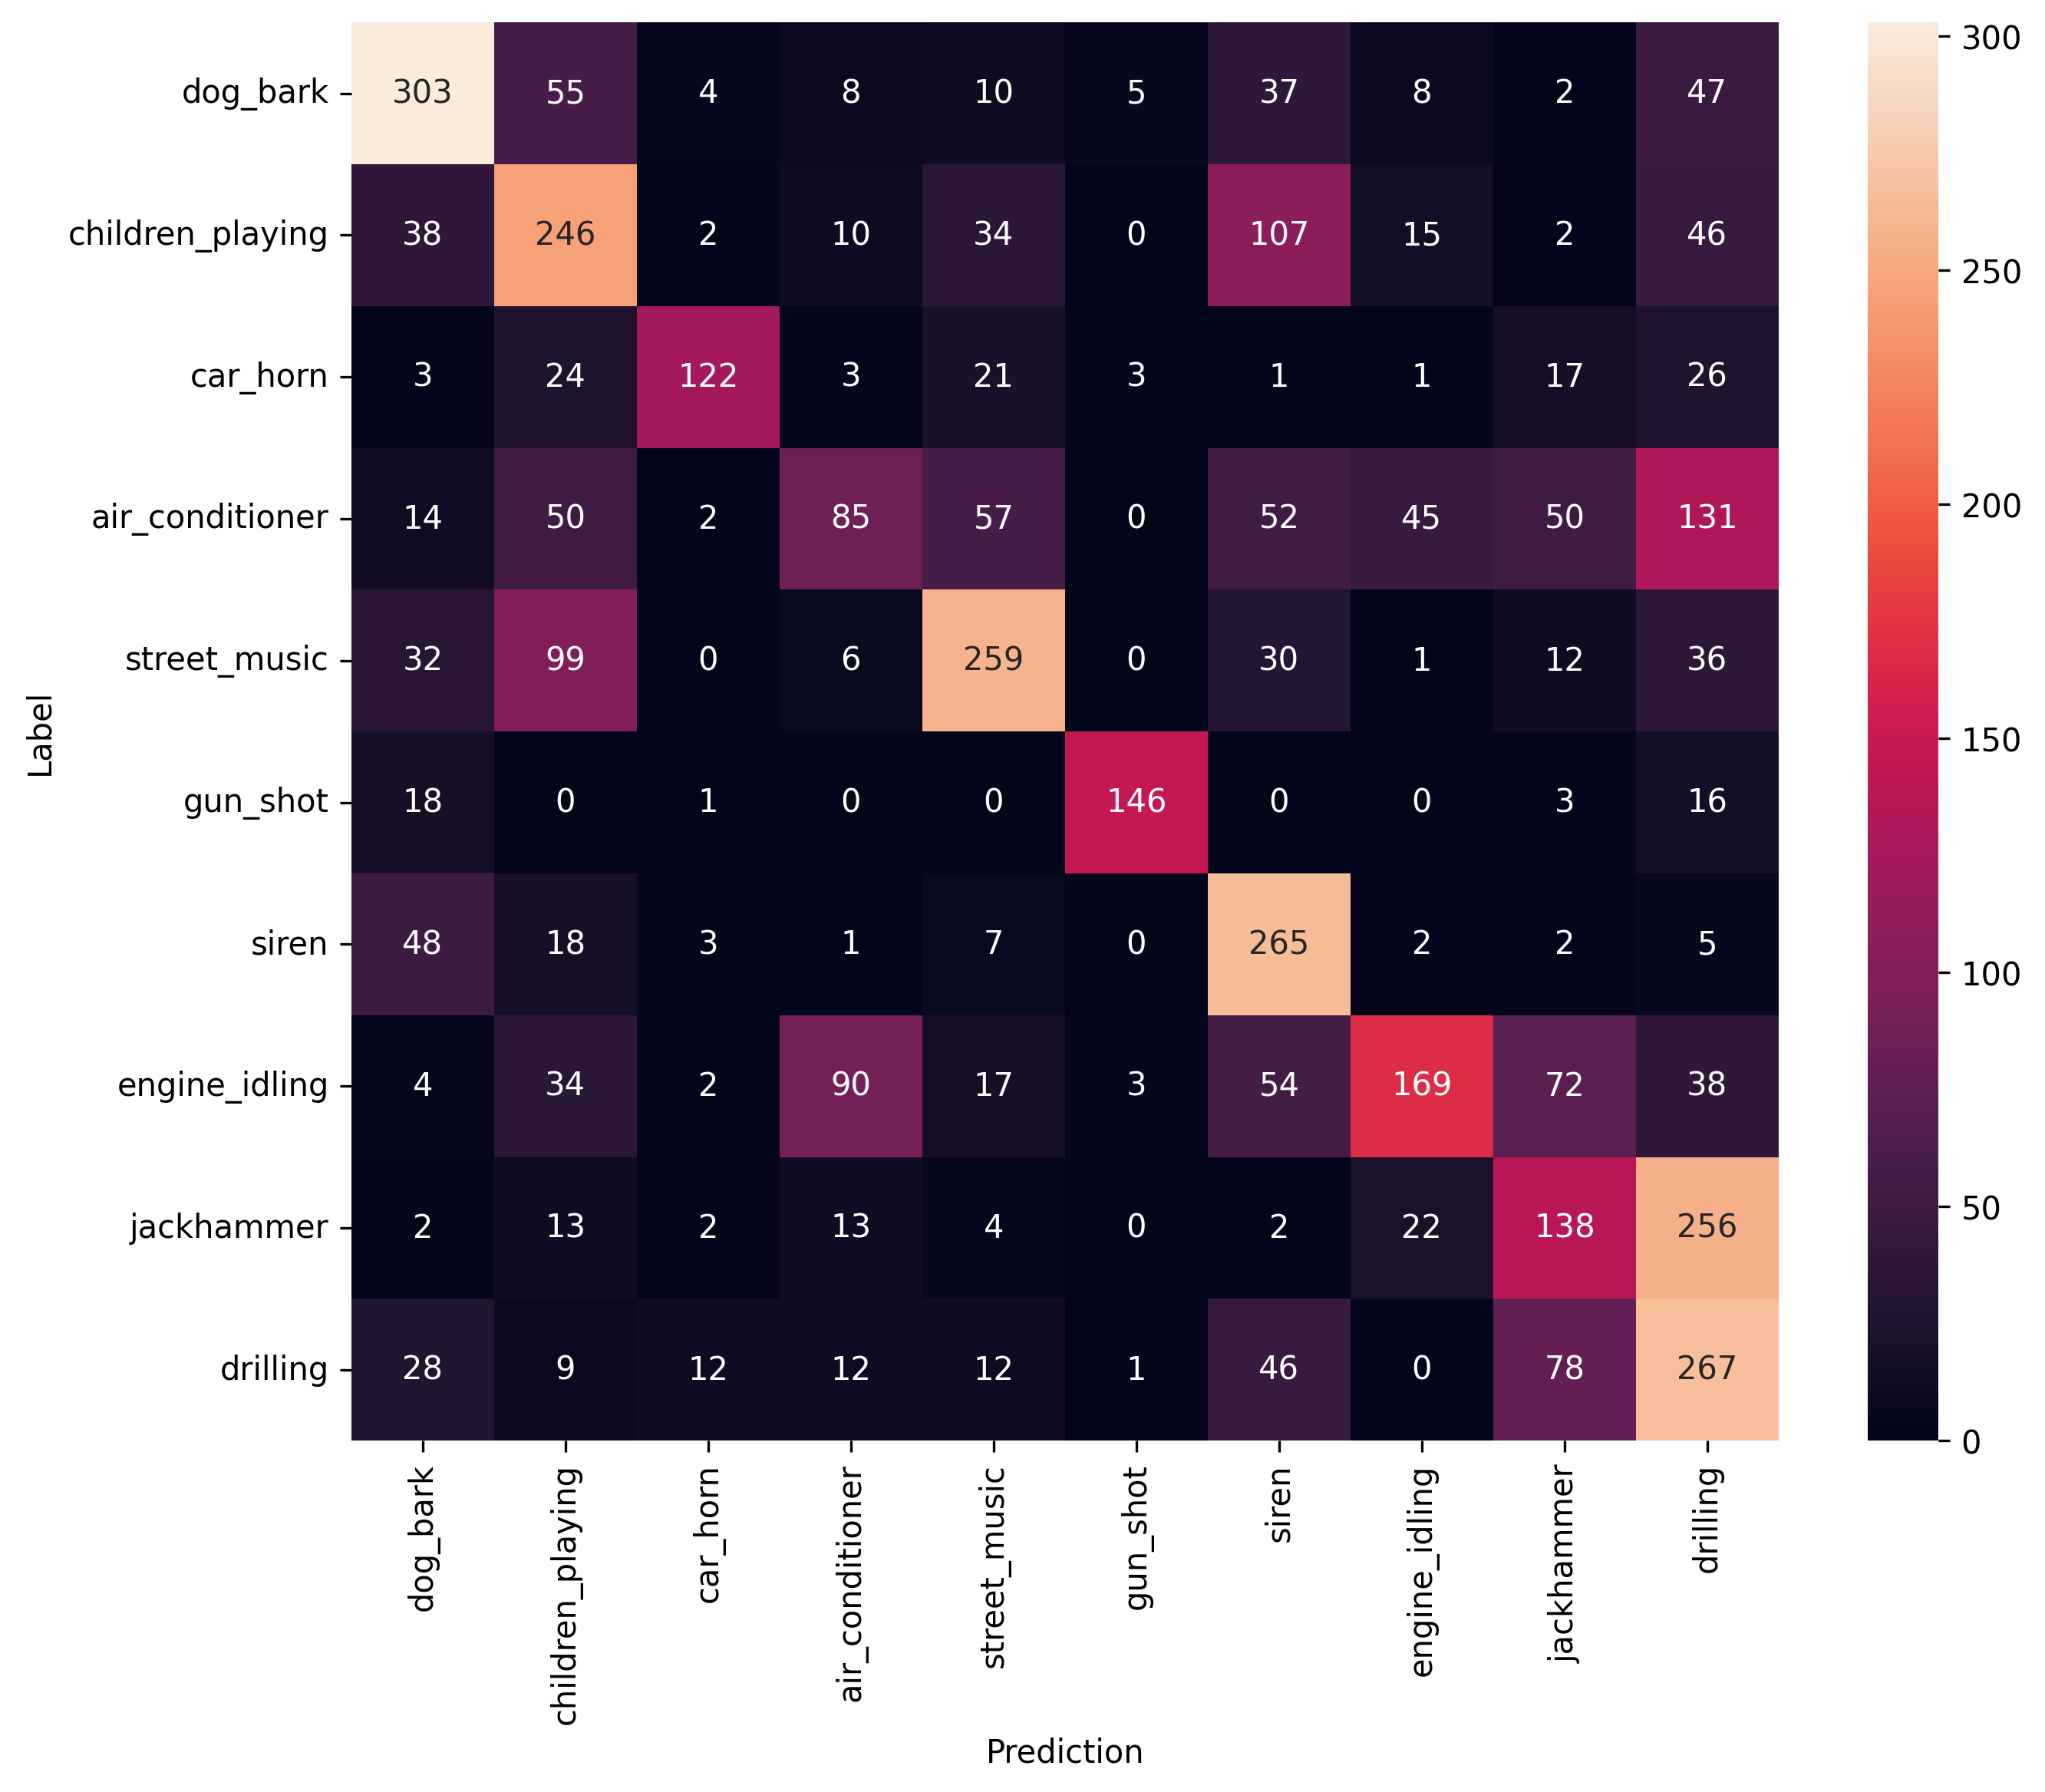 dog_bark 303 55 4 8 10 5 37 8 2 47
children_playing 38 246 2 10 34 0 107 15 2 46
car_horn 3 24 122 3 21 3 1 1 17 26
air_conditioner 14 50 2 85 57 0 52 45 50 131
street_music 32 99 0 6 259 0 30 1 12 36
gun_shot 18 0 1 0 0 146 0 0 3 16
siren 48 18 3 1 7 0 265 2 2 5
engine_idling 4 34 2 90 17 3 54 169 72 38
jackhammer 2 13 2 13 4 0 2 22 138 256
drilling 28 9 12 12 12 1 46 0 78 267
Label
dog_bark
children_playing
car_horn
air_conditioner
street_music
gun_shot
siren
engine_idling
jackhammer
drilling
Prediction
300
250
200
150
100
50
0